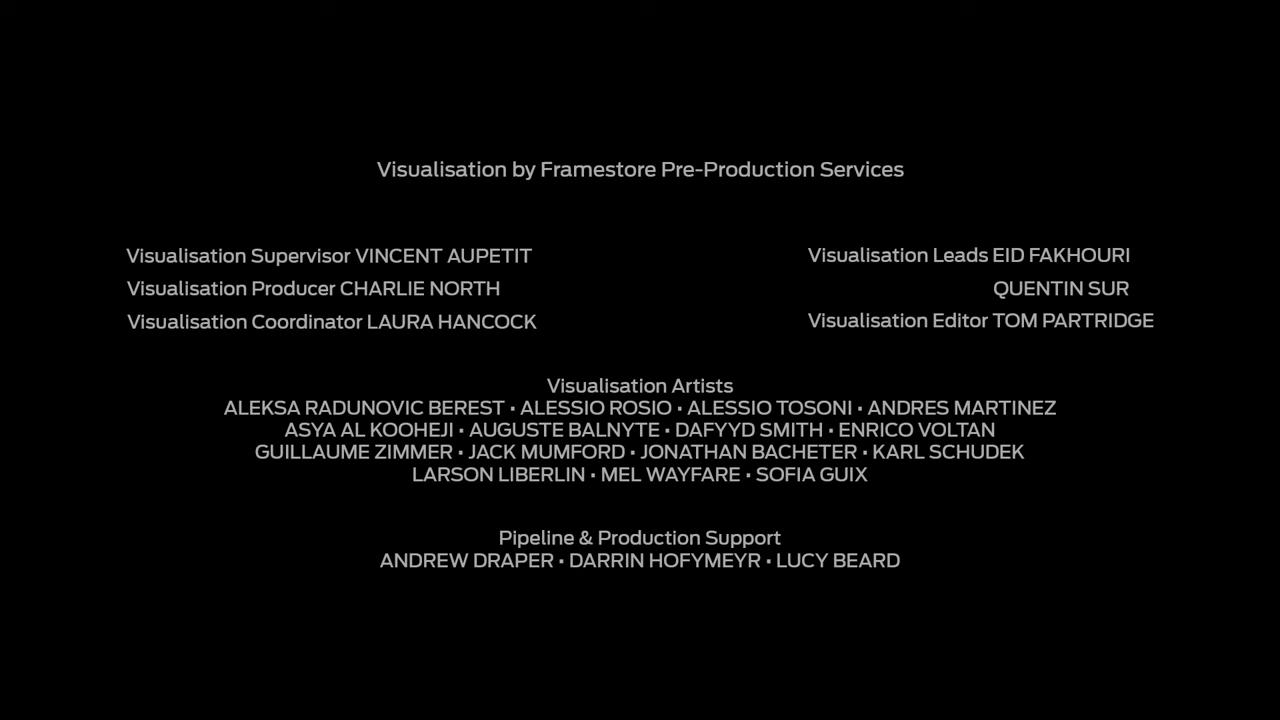 Visualisation by Framestore Pre-Production Services
Visualisation Supervisor VINCENT AUPETIT
Visualisation Producer CHARLIE NORTH
Visualisation Coordinator LAURA HANCOCK
Visualisation Leads EID FAKHOURI
QUENTIN SUR
Visualisation Editor TOM PARTRIDGE
Visualisation Artists
ALEKSA RADUNOVIC BEREST • ALESSIO ROSIO • ALESSIO TOSONI • ANDRES MARTINEZ
ASYA AL KOOHEJI • AUGUSTE BALNYTE • DAFYYD SMITH • ENRICO VOLTAN
GUILLAUME ZIMMER • JACK MUMFORD • JONATHAN BACHETER • KARL SCHUDEK
LARSON LIBERLIN • MEL WAYFARE • SOFIA GUIX
Pipeline & Production Support
ANDREW DRAPER • DARRIN HOFYMEYR • LUCY BEARD